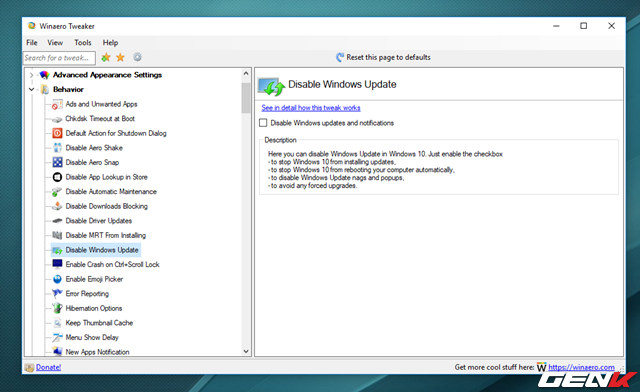 Winaero Tweaker
File View Tools Help
Search for a tweak...
Reset this page to defaults
Advanced Appearance Settings
Behavior
Ads and Unwanted Apps
Chkdsk Timeout at Boot
Default Action for Shutdown Dialog
Disable Aero Shake
Disable Aero Snap
Disable App Lookup in Store
Disable Automatic Maintenance
Disable Downloads Blocking
Disable Driver Updates
Disable MRT From Installing
Disable Windows Update
Enable Crash on Ctrl+Scroll Lock
Enable Emoji Picker
Error Reporting
Hibernation Options
Keep Thumbnail Cache
Menu Show Delay
New Apps Notification
Disable Windows Update
See in detail how this tweak works
Disable Windows updates and notifications
Description
Here you can disable Windows Update in Windows 10. Just enable the checkbox
- to stop Windows 10 from installing updates,
- to stop Windows 10 from rebooting your computer automatically,
- to disable Windows Update nags and popups,
- to avoid any forced upgrades.
Donate!
Get more cool stuff here: W https://winaero.com
GENK